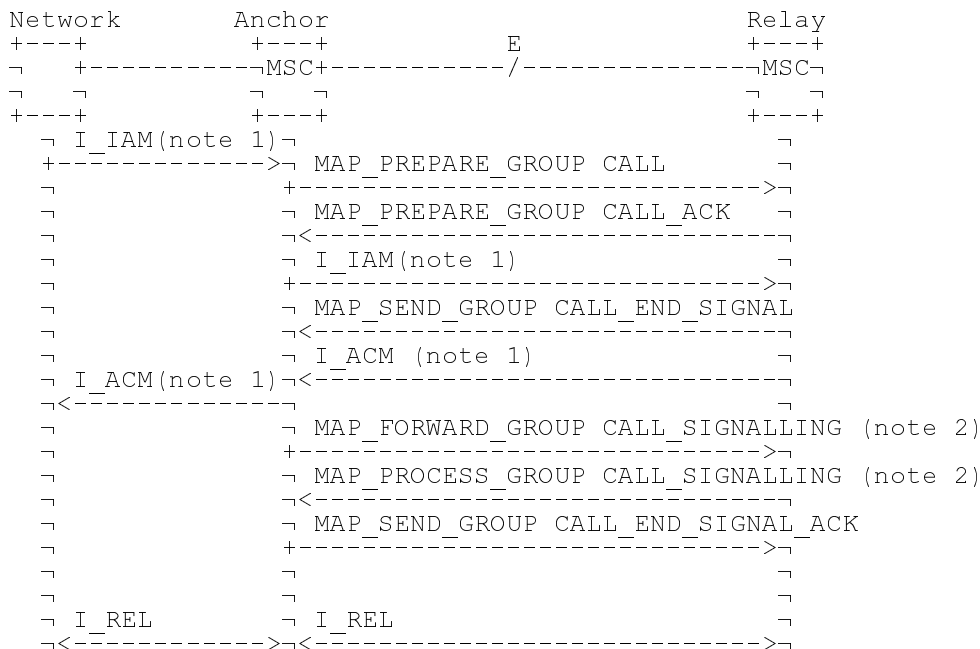 Network Anchor Relay
+---+ +---+ E +---+
¬ +-----------¬MSC+-----------/---------------¬MSC¬
¬ ¬ ¬ ¬ ¬ ¬
+---+ +---+ +---+
¬ I_IAM(note 1)¬ ¬
+------------->¬ MAP_PREPARE_GROUP CALL ¬
¬ +----------------------------->¬
¬ ¬ MAP_PREPARE_GROUP CALL_ACK ¬
¬ ¬<-----------------------------¬
¬ ¬ I_IAM(note 1) ¬
¬ +----------------------------->¬
¬ ¬ MAP_SEND_GROUP CALL_END_SIGNAL
¬ ¬<-----------------------------¬
¬ ¬ I_ACM (note 1) ¬
¬ I_ACM(note 1)¬<-----------------------------¬
¬<-------------¬ ¬
¬ ¬ MAP_FORWARD_GROUP CALL_SIGNALLING (note 2)
¬ +----------------------------->¬
¬ ¬ MAP_PROCESS_GROUP CALL_SIGNALLING (note 2)
¬ ¬<-----------------------------¬
¬ ¬ MAP_SEND_GROUP CALL_END_SIGNAL_ACK
¬ +----------------------------->¬
¬ ¬ ¬
¬ ¬ ¬
¬ I_REL ¬ I_REL ¬
¬<------------>¬<---------------------------->¬